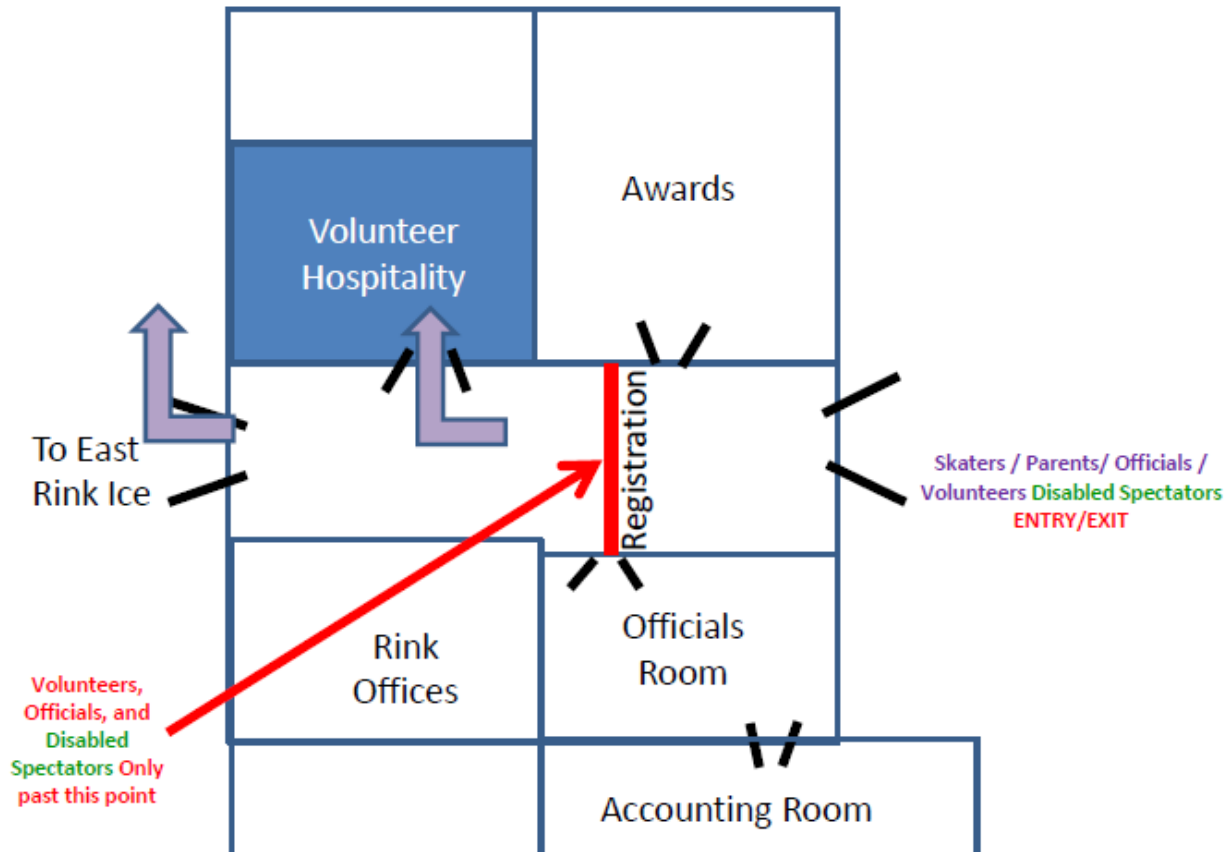 Awards
Volunteer
Hospitality
To East
Rink Ice
Registration
Skaters / Parents/ Officials /
Volunteers Disabled Spectators
ENTRY/EXIT
Rink
Offices
Officials
Room
Volunteers,
Officials, and
Disabled
Spectators Only
past this point
Accounting Room